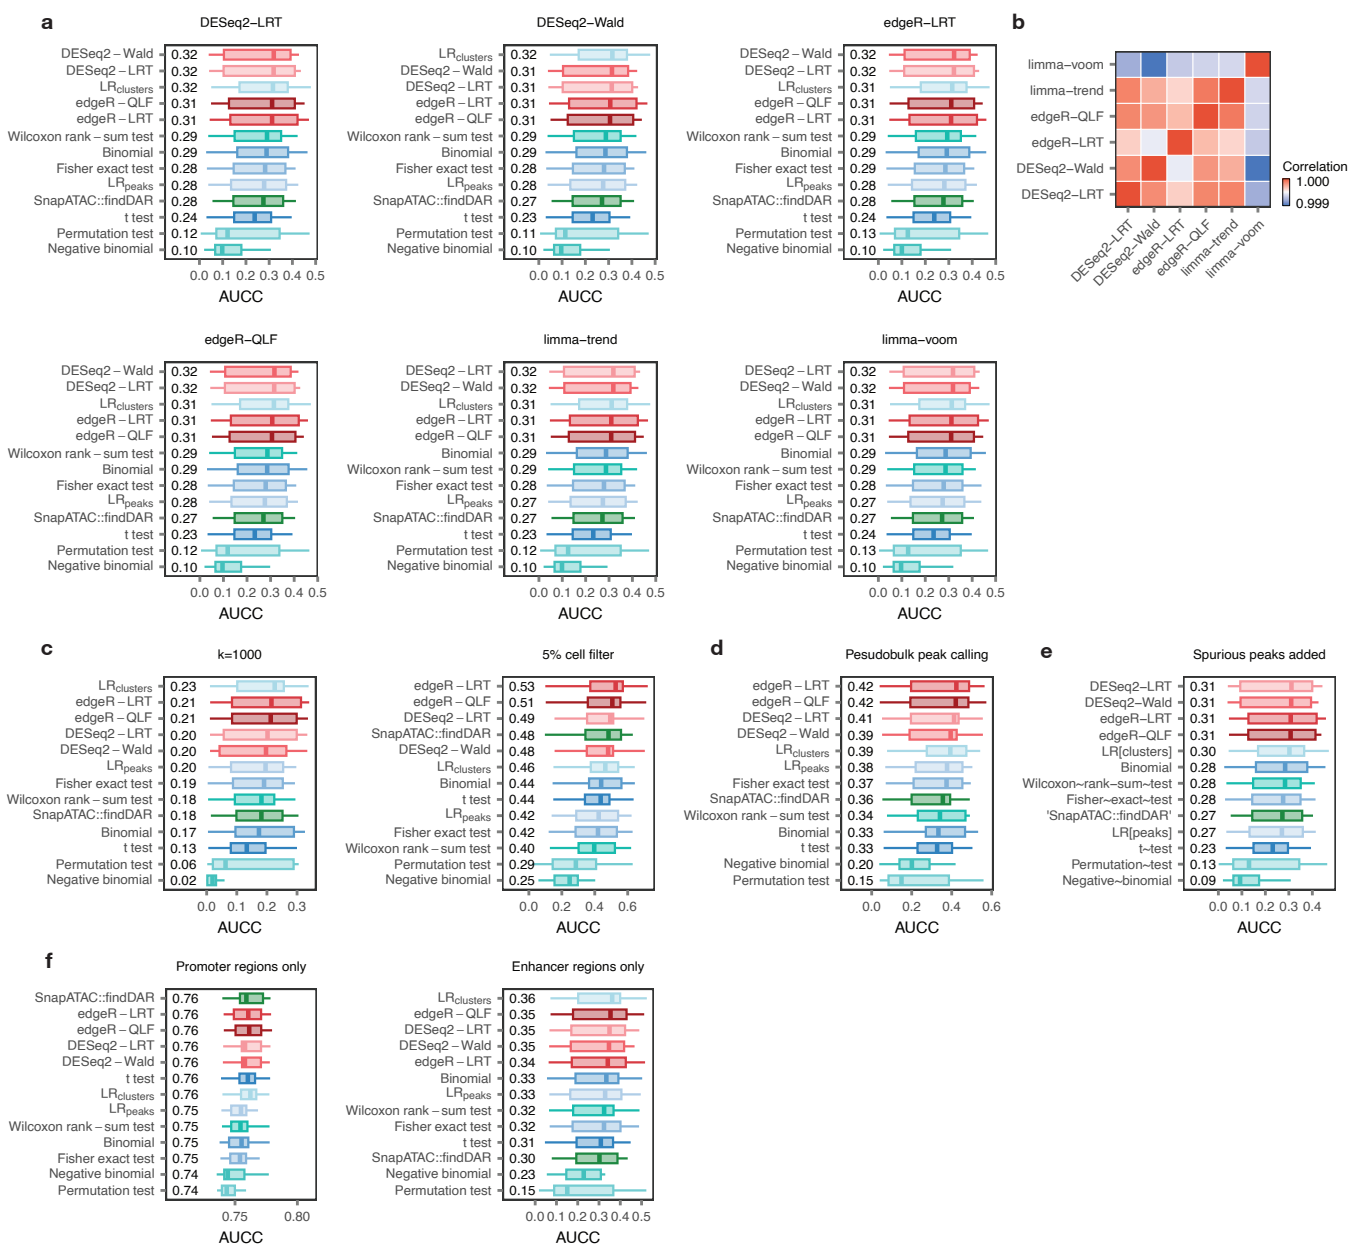 a
DESeq2-LRT
DESeq2-Wald 0.32
DESeq2-LRT 0.32
LRclusters 0.32
edgeR-QLF 0.31
edgeR-LRT 0.31
Wilcoxon rank-sum test 0.29
Binomial 0.29
Fisher exact test 0.28
LRpeaks 0.28
SnapATAC::findDAR 0.28
t test 0.24
Permutation test 0.12
Negative binomial 0.10
0.0 0.1 0.2 0.3 0.4 0.5
AUCC
DESeq2-Wald
LRclusters 0.32
DESeq2-Wald 0.31
DESeq2-LRT 0.31
edgeR-LRT 0.31
edgeR-QLF 0.31
Wilcoxon rank-sum test 0.29
Binomial 0.29
Fisher exact test 0.28
LRpeaks 0.28
SnapATAC::findDAR 0.27
t test 0.23
Permutation test 0.11
Negative binomial 0.10
0.0 0.1 0.2 0.3 0.4 0.5
AUCC
edgeR-LRT
DESeq2-Wald 0.32
DESeq2-LRT 0.32
LRclusters 0.31
edgeR-QLF 0.31
edgeR-LRT 0.31
Wilcoxon rank-sum test 0.29
Binomial 0.29
Fisher exact test 0.29
LRpeaks 0.28
SnapATAC::findDAR 0.28
t test 0.24
Permutation test 0.13
Negative binomial 0.10
0.0 0.1 0.2 0.3 0.4 0.5
AUCC
b
limma-voom
limma-trend
edgeR-QLF
edgeR-LRT
DESeq2-Wald
DESeq2-LRT
DESeq2-LRT
DESeq2-Wald
edgeR-LRT
edgeR-QLF
limma-trend
limma-voom
Correlation
1.000
0.999
edgeR-QLF
DESeq2-Wald 0.32
DESeq2-LRT 0.32
LRclusters 0.31
edgeR-LRT 0.31
edgeR-QLF 0.31
Wilcoxon rank-sum test 0.29
Binomial 0.29
Fisher exact test 0.28
LRpeaks 0.28
SnapATAC::findDAR 0.27
t test 0.23
Permutation test 0.12
Negative binomial 0.10
0.0 0.1 0.2 0.3 0.4 0.5
AUCC
limma-trend
DESeq2-LRT 0.32
DESeq2-Wald 0.32
LRclusters 0.31
edgeR-LRT 0.31
edgeR-QLF 0.31
Binomial 0.29
Wilcoxon rank-sum test 0.29
Fisher exact test 0.28
LRpeaks 0.27
SnapATAC::findDAR 0.27
t test 0.23
Permutation test 0.12
Negative binomial 0.10
0.0 0.1 0.2 0.3 0.4 0.5
AUCC
limma-voom
DESeq2-LRT 0.32
DESeq2-Wald 0.32
LRclusters 0.31
edgeR-LRT 0.31
edgeR-QLF 0.31
Binomial 0.29
Wilcoxon rank-sum test 0.29
Fisher exact test 0.28
LRpeaks 0.27
SnapATAC::findDAR 0.27
t test 0.24
Permutation test 0.13
Negative binomial 0.10
0.0 0.1 0.2 0.3 0.4 0.5
AUCC
c
k=1000
LRclusters 0.23
edgeR-LRT 0.21
edgeR-QLF 0.21
DESeq2-LRT 0.20
DESeq2-Wald 0.20
LRpeaks 0.20
Fisher exact test 0.19
Wilcoxon rank-sum test 0.18
SnapATAC::findDAR 0.18
Binomial 0.17
t test 0.13
Permutation test 0.06
Negative binomial 0.02
0.0 0.1 0.2 0.3
AUCC
5% cell filter
edgeR-LRT 0.53
edgeR-QLF 0.51
DESeq2-LRT 0.49
SnapATAC::findDAR 0.48
DESeq2-Wald 0.48
LRclusters 0.46
Binomial 0.44
t test 0.44
LRpeaks 0.42
Fisher exact test 0.42
Wilcoxon rank-sum test 0.40
Permutation test 0.29
Negative binomial 0.25
0.0 0.2 0.4 0.6
AUCC
d
Pesudobulk peak calling
edgeR-LRT 0.42
edgeR-QLF 0.42
DESeq2-LRT 0.41
DESeq2-Wald 0.39
LRclusters 0.39
LRpeaks 0.38
Fisher exact test 0.37
SnapATAC::findDAR 0.36
Wilcoxon rank-sum test 0.34
Binomial 0.33
t test 0.33
Negative binomial 0.20
Permutation test 0.15
0.0 0.2 0.4 0.6
AUCC
e
Spurious peaks added
DESeq2-LRT 0.31
DESeq2-Wald 0.31
edgeR-LRT 0.31
edgeR-QLF 0.31
LR[clusters] 0.30
Binomial 0.28
Wilcoxon~rank-sum~test 0.28
Fisher~exact~test 0.28
'SnapATAC::findDAR' 0.27
LR[peaks] 0.27
t~test 0.23
Permutation~test 0.13
Negative~binomial 0.09
0.0 0.1 0.2 0.3 0.4
AUCC
f
Promoter regions only
SnapATAC::findDAR 0.76
edgeR-LRT 0.76
edgeR-QLF 0.76
DESeq2-LRT 0.76
DESeq2-Wald 0.76
t test 0.76
LRclusters 0.76
LRpeaks 0.75
Wilcoxon rank-sum test 0.75
Binomial 0.75
Fisher exact test 0.75
Negative binomial 0.74
Permutation test 0.74
0.75 0.80
AUCC
Enhancer regions only
LRclusters 0.36
edgeR-QLF 0.35
DESeq2-LRT 0.35
DESeq2-Wald 0.35
edgeR-LRT 0.34
Binomial 0.33
LRpeaks 0.33
Wilcoxon rank-sum test 0.32
Fisher exact test 0.32
t test 0.31
SnapATAC::findDAR 0.30
Negative binomial 0.23
Permutation test 0.15
0.0 0.1 0.2 0.3 0.4 0.5
AUCC